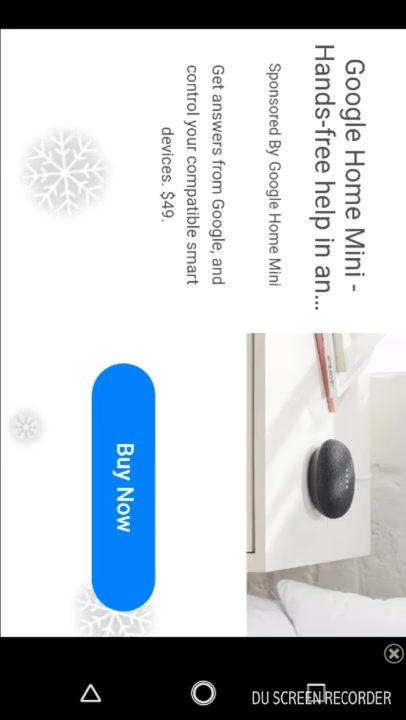 Google Home Mini -
Hands-free help in an...
Sponsored By Google Home Mini
Get answers from Google, and
control your compatible smart
devices. $49.
Buy Now
DU SCREEN RECORDER